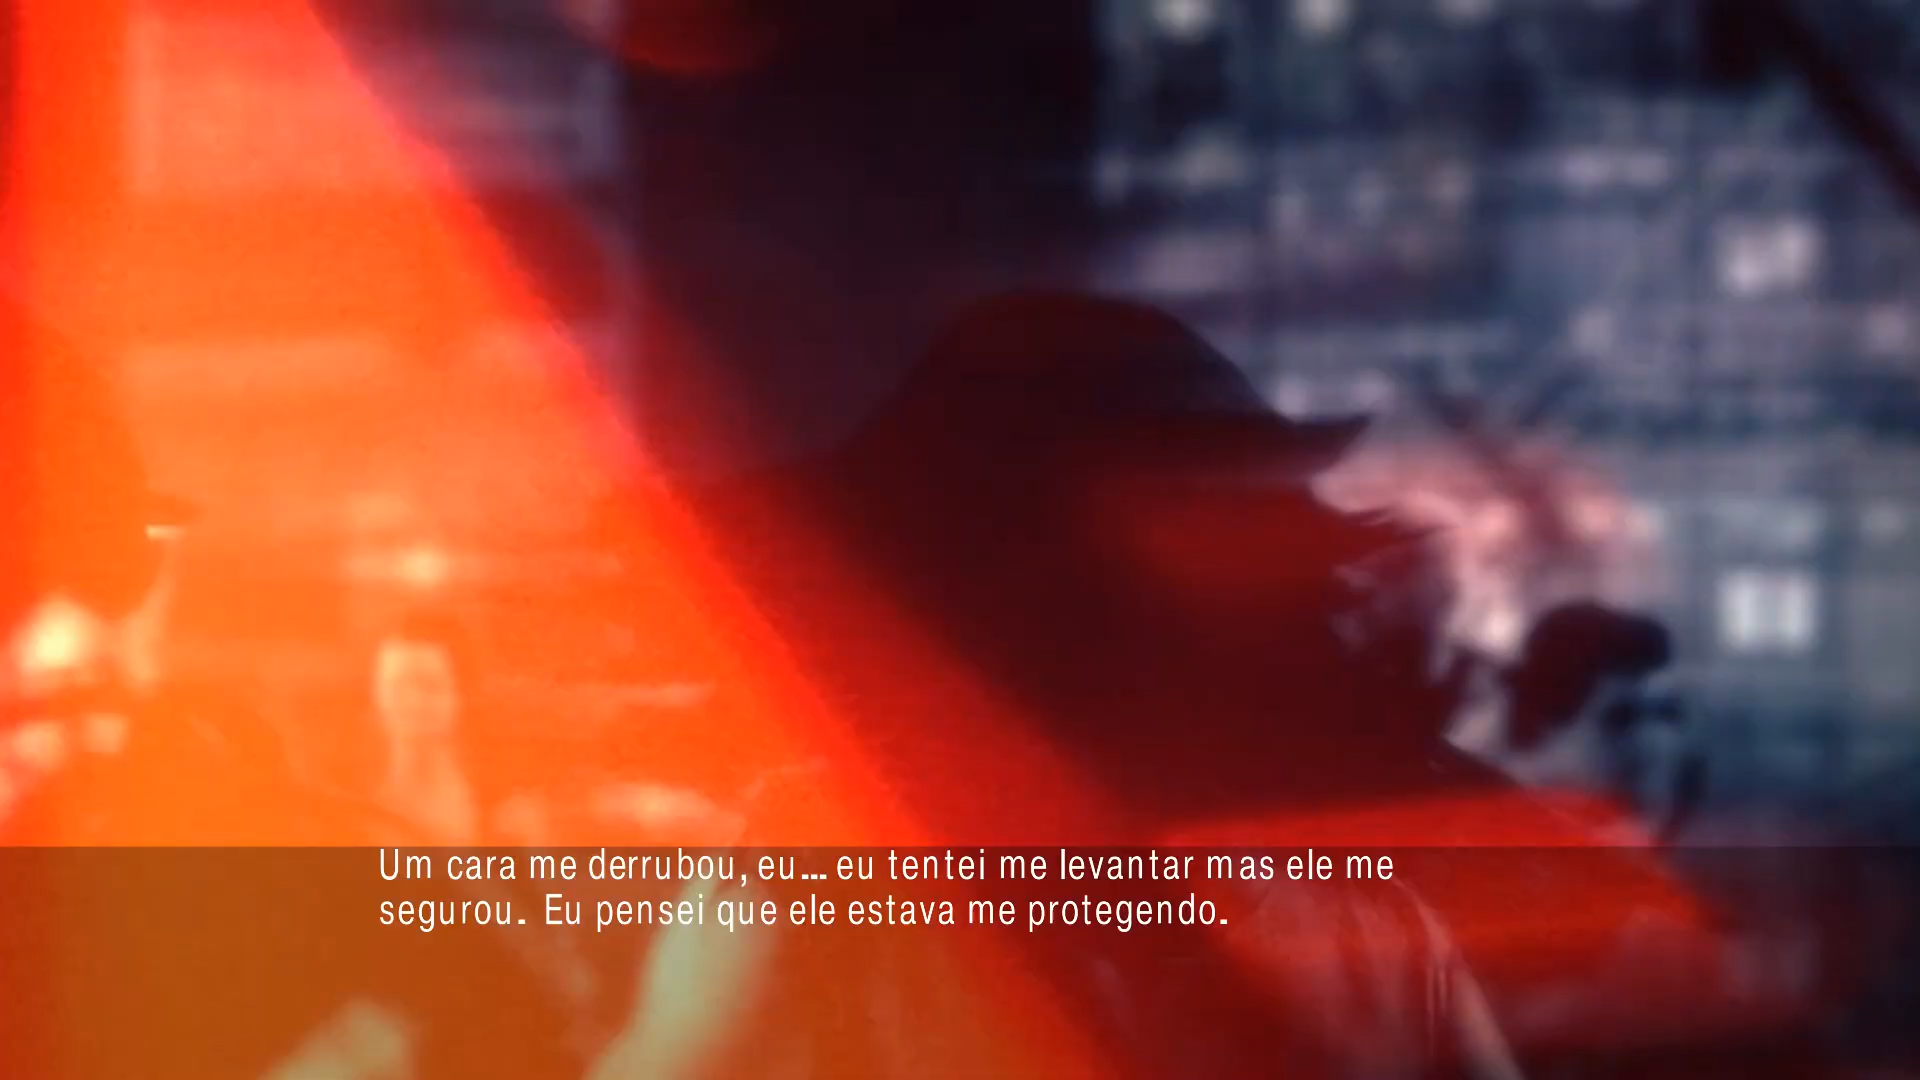 Um cara me derrubou, eu... eu tentei me levantar mas ele me
segurou. Eu pensei que ele estava me protegendo.